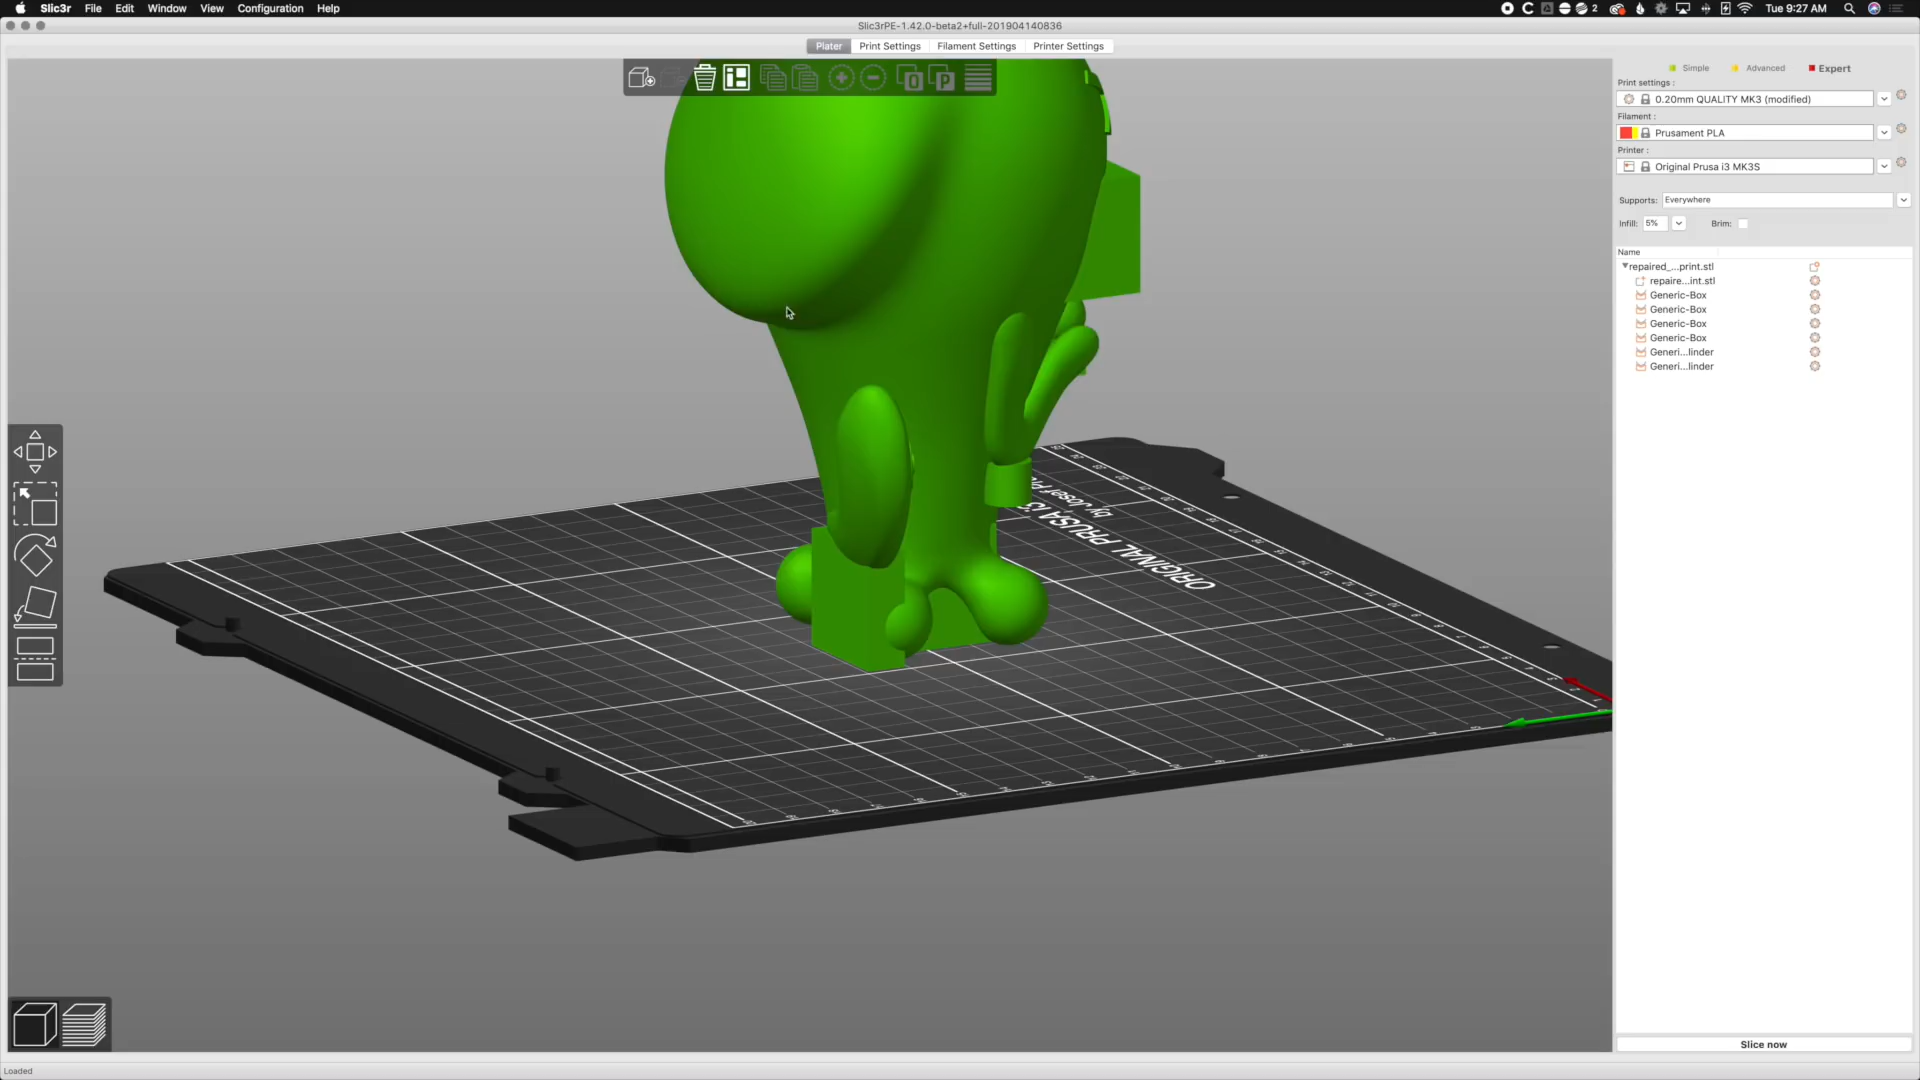 Slic3r File Edit Window View Configuration Help
2 Tue 9:27 AM
Slic3rPE-1.42.0-beta2+full-201904140836
Plater Print Settings Filament Settings Printer Settings
Simple Advanced Expert
Print settings :
0.20mm QUALITY MK3 (modified)
Filament :
Prusament PLA
Printer :
Original Prusa i3 MK3S
Supports: Everywhere
Infill: 5% Brim:
Name
repaired_...print.stl
repaire...int.stl
Generic-Box
Generic-Box
Generic-Box
Generic-Box
Generi...linder
Generi...linder
ORIGINAL PRUSA i3
by Josef
Slice now
Loaded